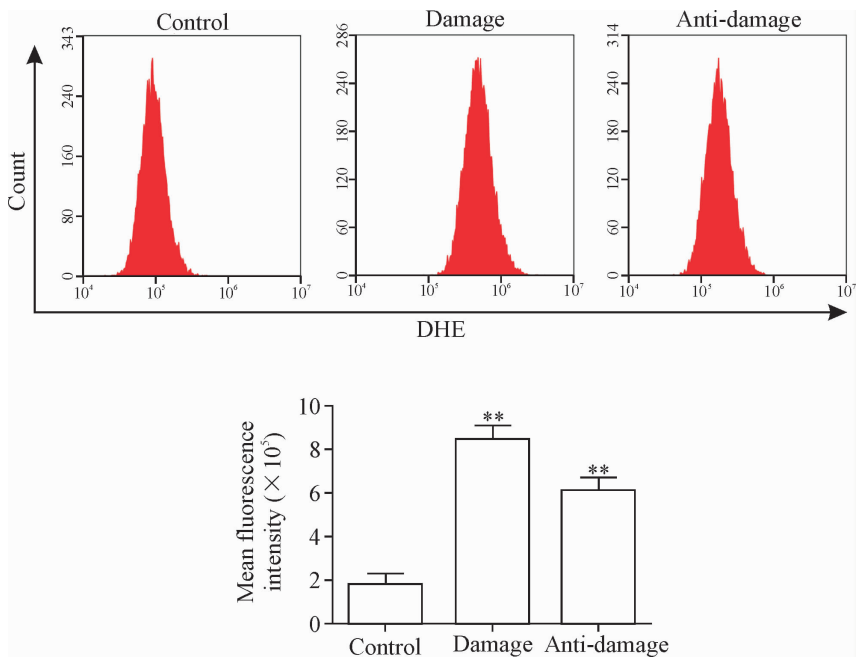 Control
Damage
Anti-damage
Count
343
240
160
80
0
10⁴ 10⁵ 10⁶ 10⁷
286
240
180
120
60
0
10⁴ 10⁵ 10⁶ 10⁷
314
240
180
120
60
0
10⁴ 10⁵ 10⁶ 10⁷
DHE
Mean fluorescence
intensity (×10⁵)
10
8
6
4
2
0
**
**
Control Damage Anti-damage